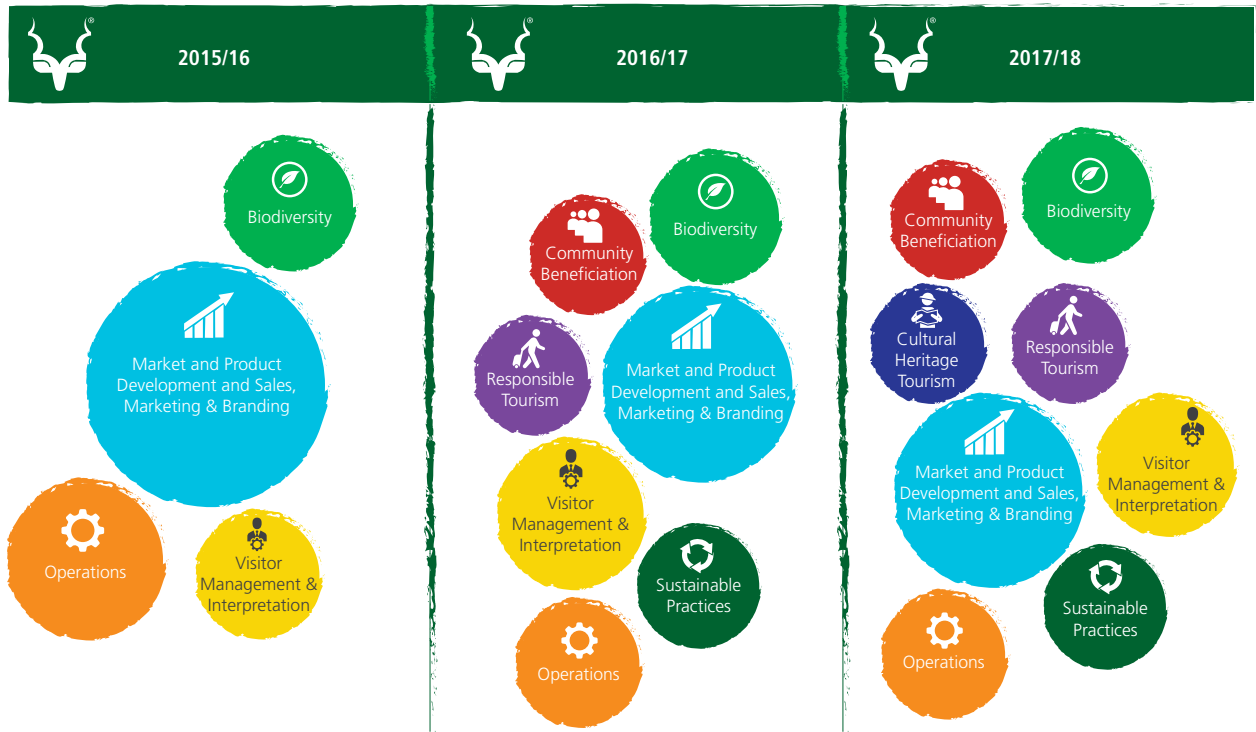 ®
2015/16
®
2016/17
®
2017/18
Biodiversity
Market and Product
Development and Sales,
Marketing & Branding
Operations
Visitor
Management &
Interpretation
Biodiversity
Community
Beneficiation
Responsible
Tourism
Market and Product
Development and Sales,
Marketing & Branding
Visitor
Management &
Interpretation
Sustainable
Practices
Operations
Community
Beneficiation
Biodiversity
Cultural
Heritage
Tourism
Responsible
Tourism
Market and Product
Development and Sales,
Marketing & Branding
Visitor
Management &
Interpretation
Sustainable
Practices
Operations